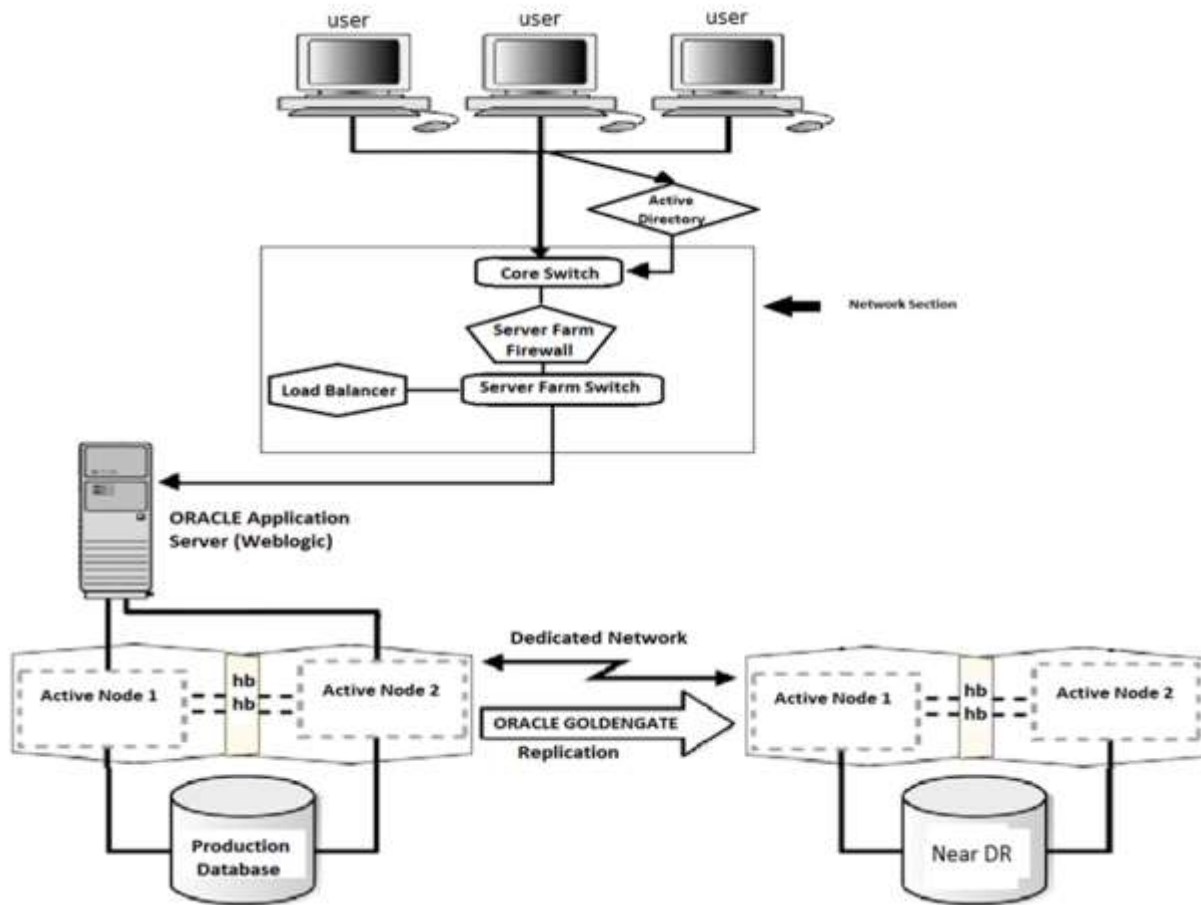 user
user
user
Active
Directory
Core Switch
Network Section
Server Farm
Firewall
Load Balancer
Server Farm Switch
ORACLE Application
Server (Weblogic)
Dedicated Network
Active Node 1
hb
hb
Active Node 2
ORACLE GOLDENGATE
Replication
Active Node 1
hb
hb
Active Node 2
Production
Database
Near DR